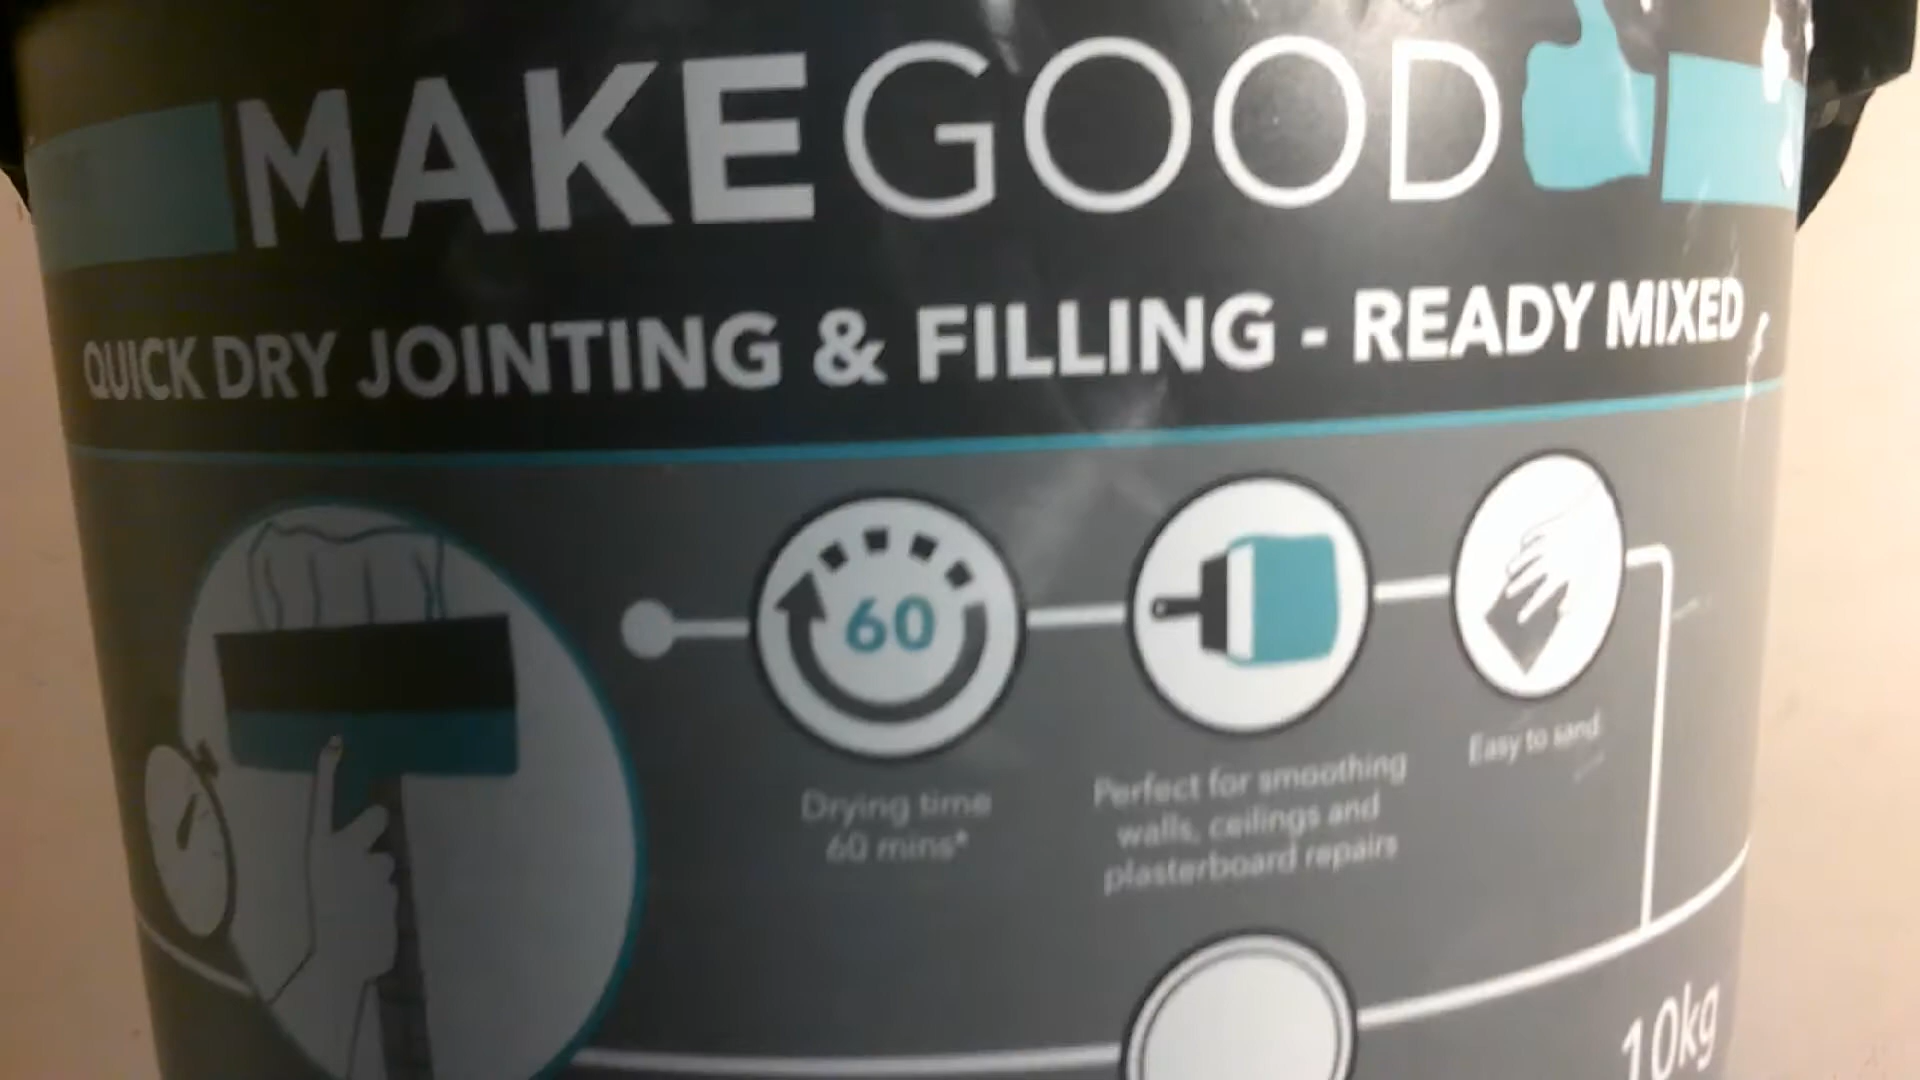 MAKEGOOD
QUICK DRY JOINTING & FILLING - READY MIXED
60
Drying time
60 mins*
Perfect for smoothing
walls, ceilings and
plasterboard repairs
Easy to sand
10kg